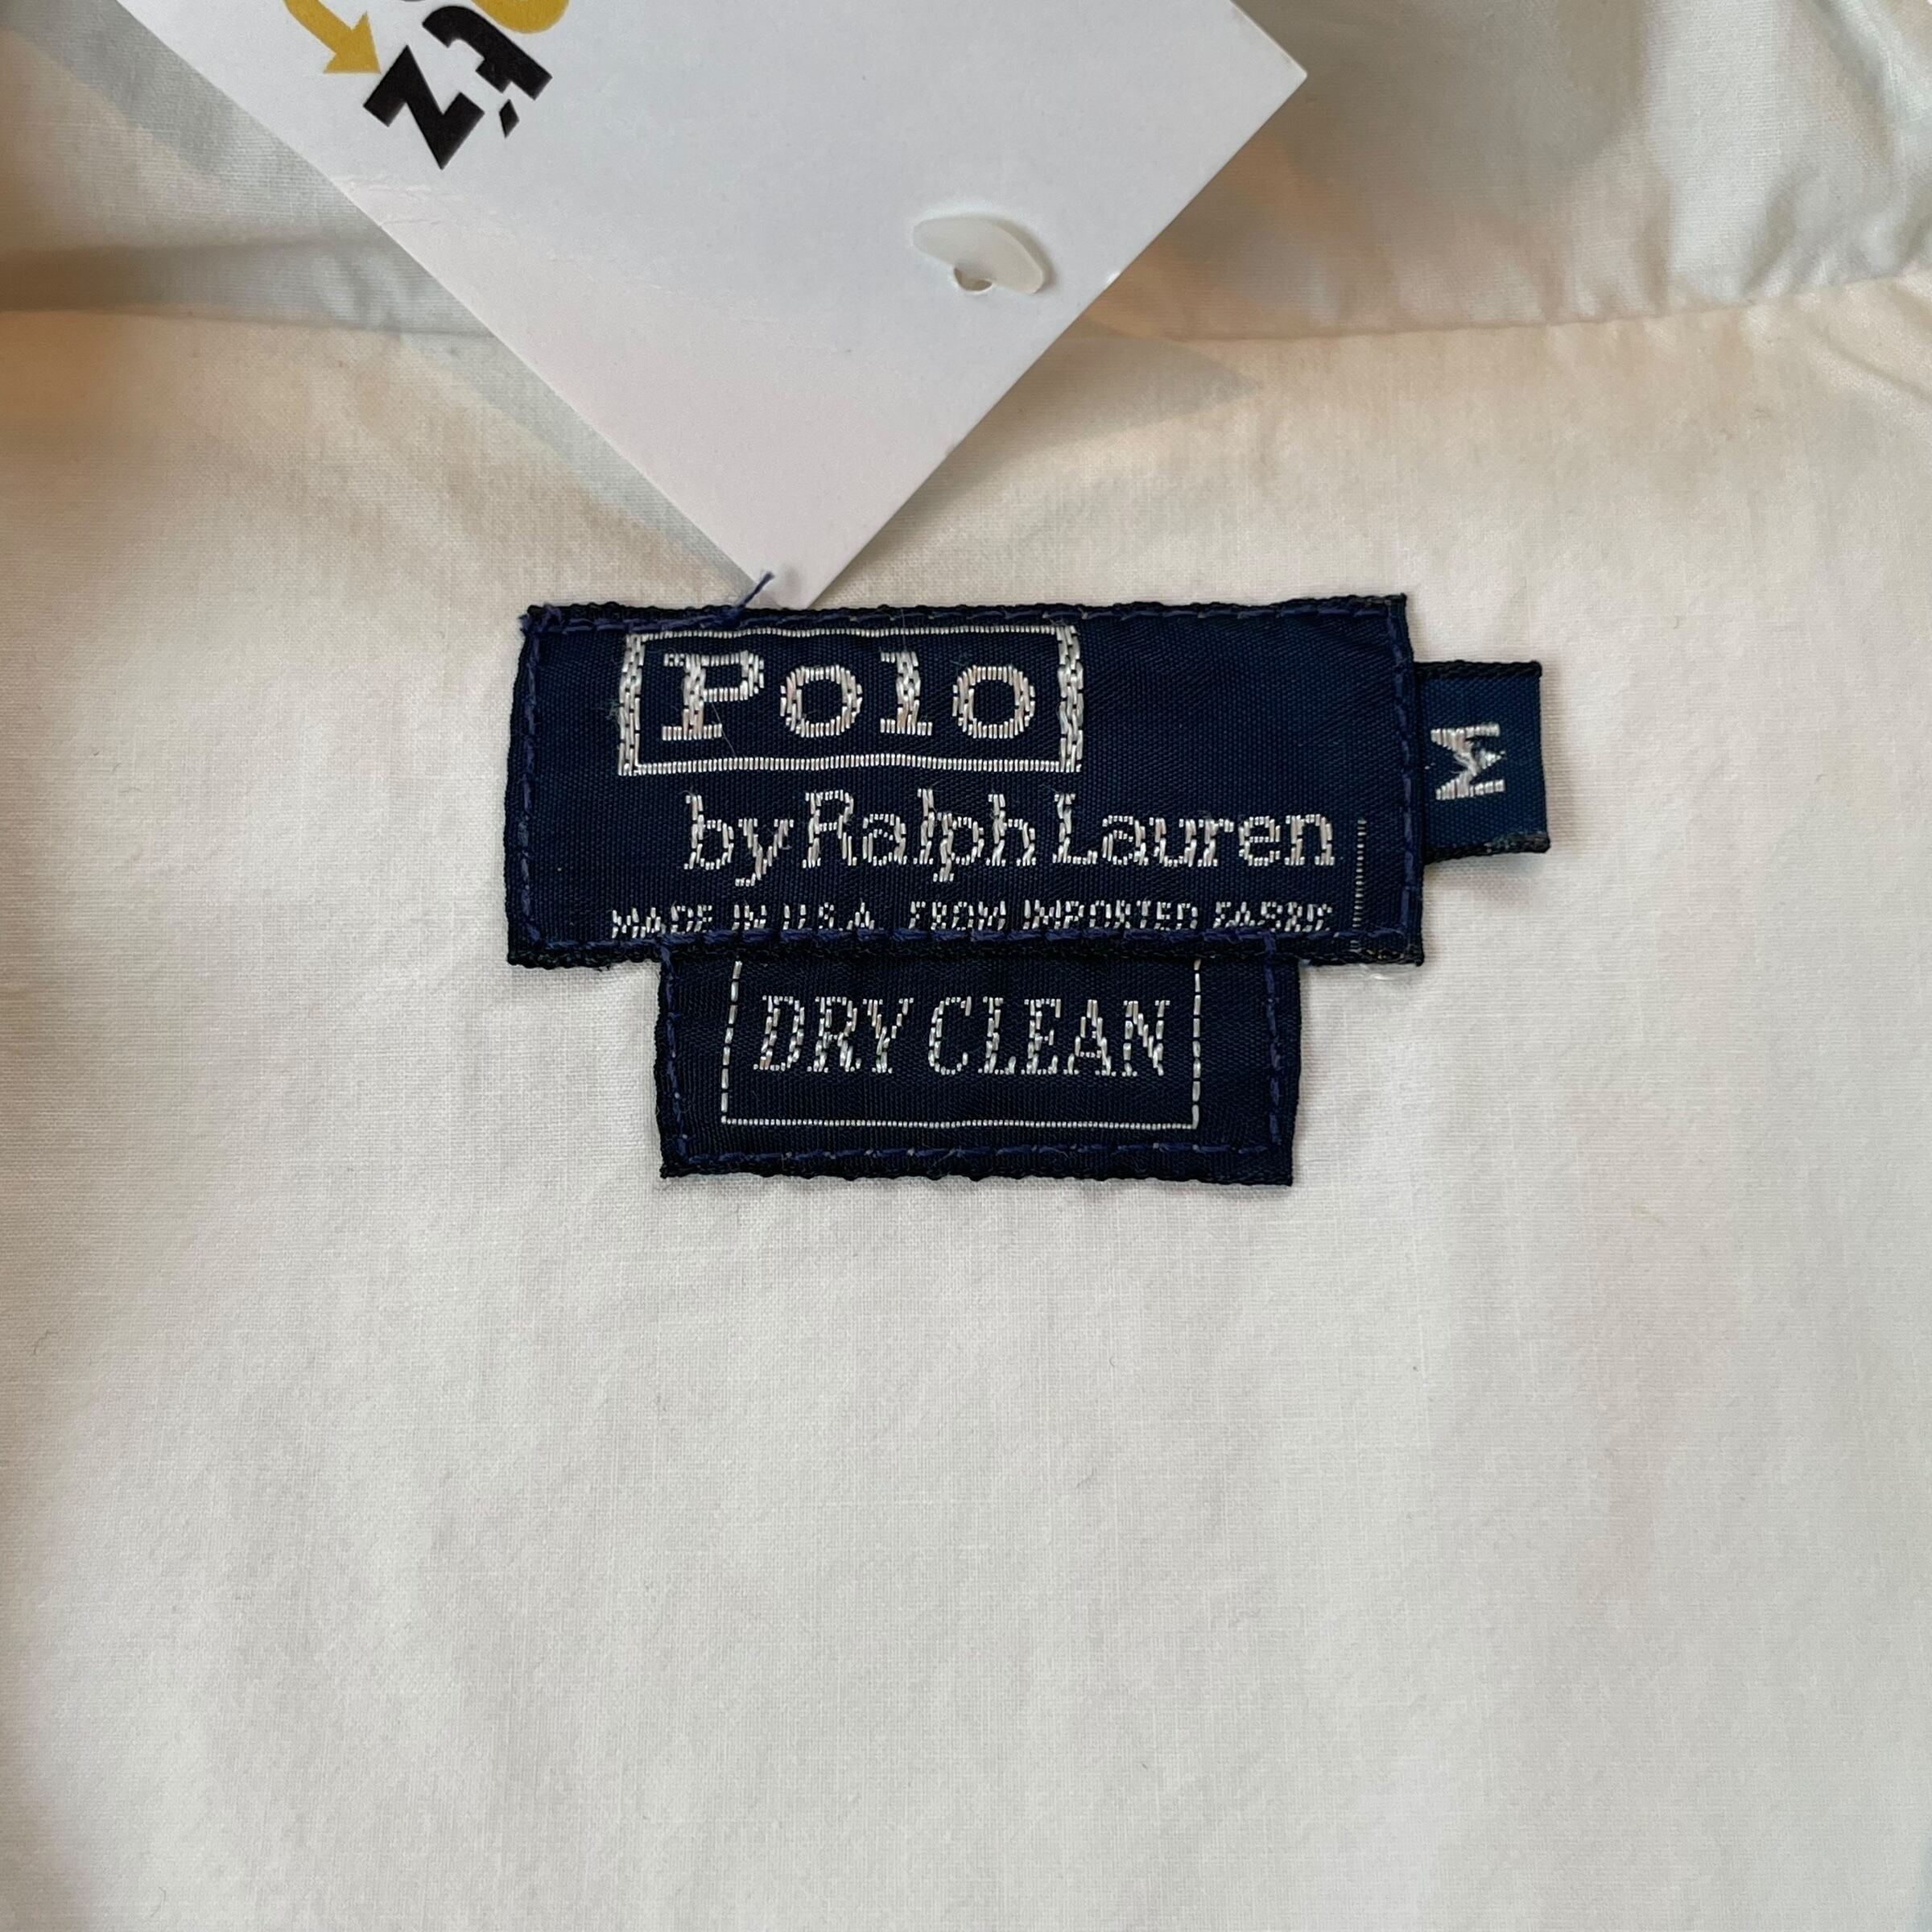 Polo
by Ralph Lauren
MADE IN U.S.A. FROM IMPORTED FABRIC
M
DRY CLEAN